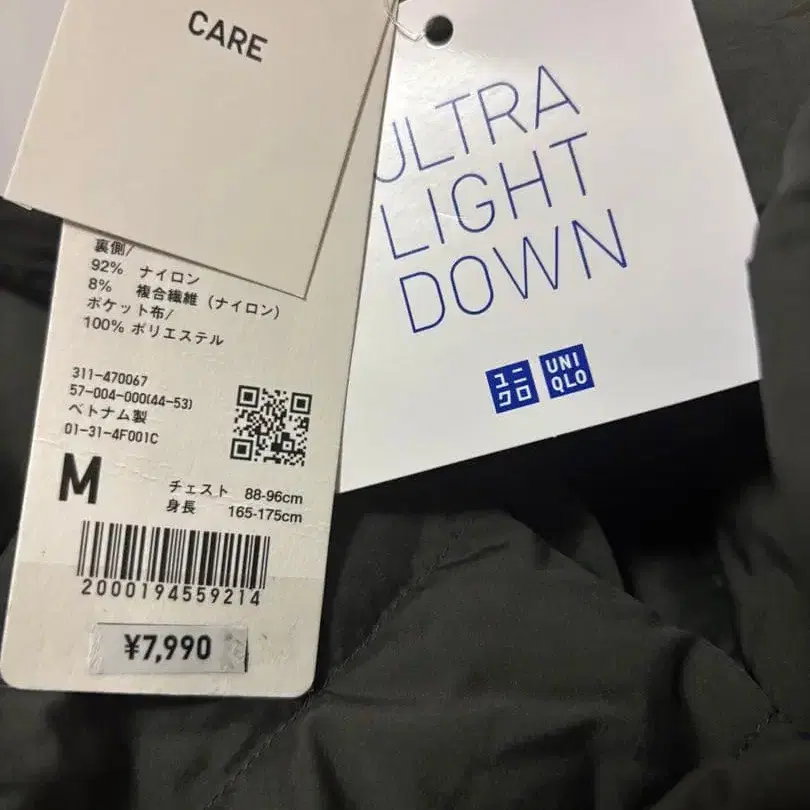 CARE
ULTRA
LIGHT
DOWN
ユニ
クロ
UNI
QLO
裏側/
92% ナイロン
8% 複合繊維 (ナイロン)
ポケット布/
100% ポリエステル
311-470067
57-004-000(44-53)
ベトナム製
01-31-4F001C
M
チェスト 88-96cm
身長 165-175cm
2000194559214
¥7,990